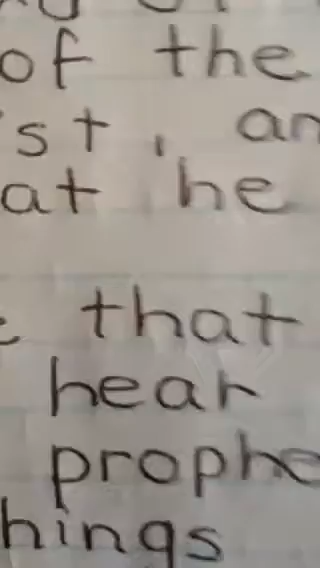 of the
st, an
at he
that
hear
prophe
hings